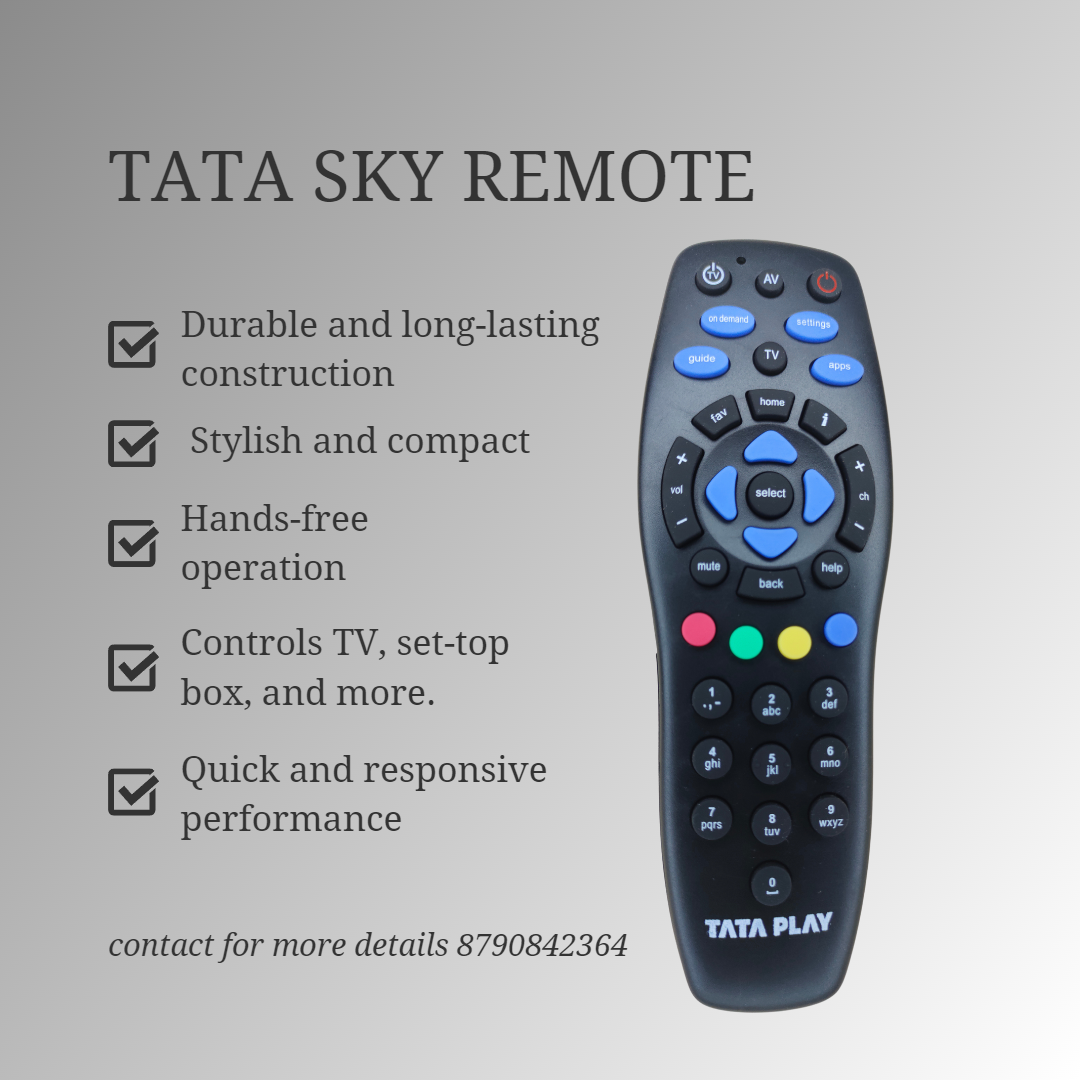 TATA SKY REMOTE
Durable and long-lasting
construction
Stylish and compact
Hands-free
operation
Controls TV, set-top
box, and more.
Quick and responsive
performance
contact for more details 8790842364
TV AV
on demand settings
guide TV apps
fav home i
+ +
vol select ch
− −
mute help
back
1 2 3
.,- abc def
4 5 6
ghi jkl mno
7 8 9
pqrs tuv wxyz
0
TATA PLAY